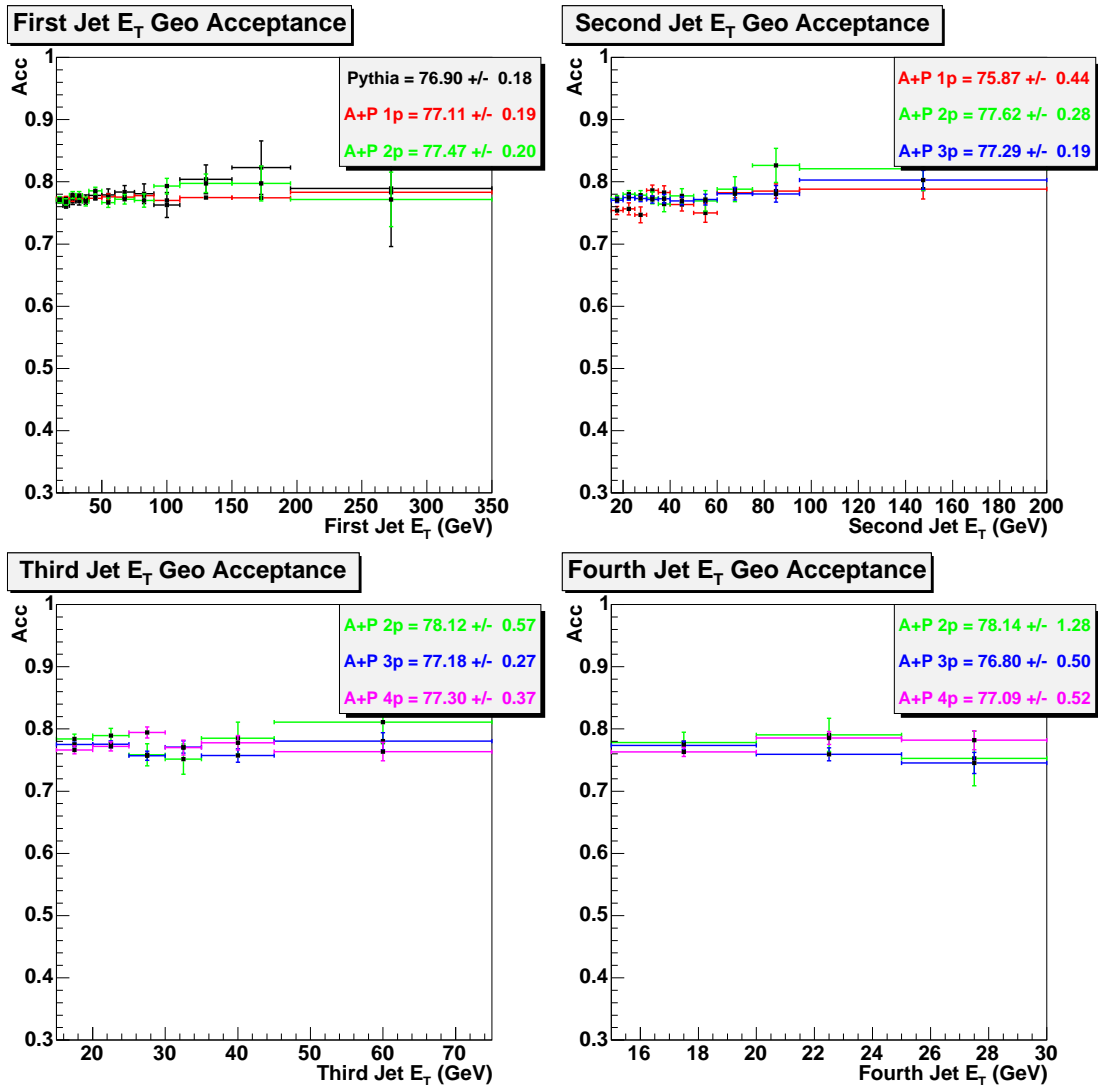 First Jet E_T Geo Acceptance
Acc
1
0.9
0.8
0.7
0.6
0.5
0.4
0.3
Pythia = 76.90 +/- 0.18
A+P 1p = 77.11 +/- 0.19
A+P 2p = 77.47 +/- 0.20
50 100 150 200 250 300 350
First Jet E_T (GeV)
Second Jet E_T Geo Acceptance
Acc
1
0.9
0.8
0.7
0.6
0.5
0.4
0.3
A+P 1p = 75.87 +/- 0.44
A+P 2p = 77.62 +/- 0.28
A+P 3p = 77.29 +/- 0.19
20 40 60 80 100 120 140 160 180 200
Second Jet E_T (GeV)
Third Jet E_T Geo Acceptance
Acc
1
0.9
0.8
0.7
0.6
0.5
0.4
0.3
A+P 2p = 78.12 +/- 0.57
A+P 3p = 77.18 +/- 0.27
A+P 4p = 77.30 +/- 0.37
20 30 40 50 60 70
Third Jet E_T (GeV)
Fourth Jet E_T Geo Acceptance
Acc
1
0.9
0.8
0.7
0.6
0.5
0.4
0.3
A+P 2p = 78.14 +/- 1.28
A+P 3p = 76.80 +/- 0.50
A+P 4p = 77.09 +/- 0.52
16 18 20 22 24 26 28 30
Fourth Jet E_T (GeV)